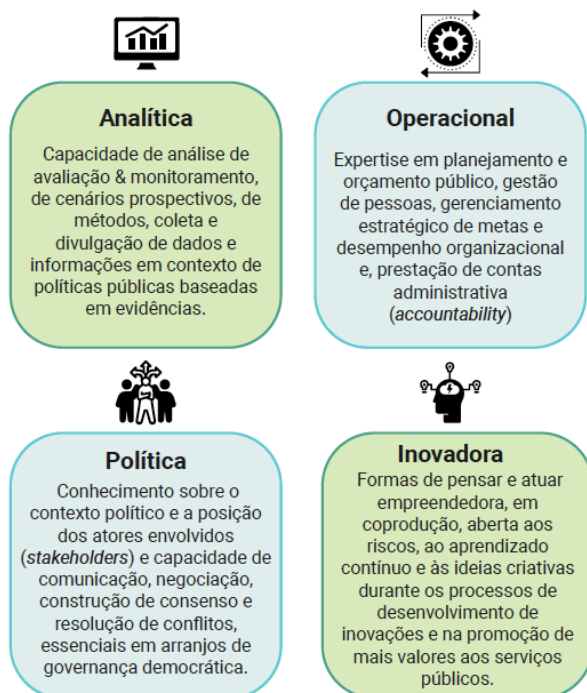 Analítica
Capacidade de análise de
avaliação & monitoramento,
de cenários prospectivos, de
métodos, coleta e
divulgação de dados e
informações em contexto de
políticas públicas baseadas
em evidências.
Operacional
Expertise em planejamento e
orçamento público, gestão
de pessoas, gerenciamento
estratégico de metas e
desempenho organizacional
e, prestação de contas
administrativa
(accountability)
Política
Conhecimento sobre o
contexto político e a posição
dos atores envolvidos
(stakeholders) e capacidade de
comunicação, negociação,
construção de consenso e
resolução de conflitos,
essenciais em arranjos de
governança democrática.
Inovadora
Formas de pensar e atuar
empreendedora, em
coprodução, aberta aos
riscos, ao aprendizado
contínuo e às ideias criativas
durante os processos de
desenvolvimento de
inovações e na promoção de
mais valores aos serviços
públicos.